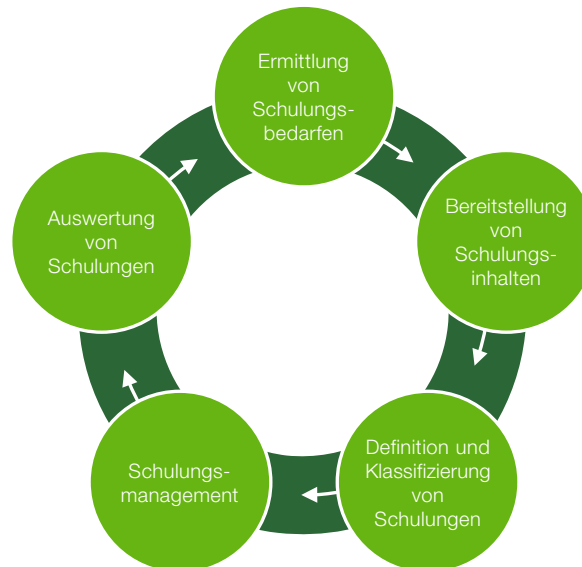 Ermittlung
von
Schulungs-
bedarfen
Bereitstellung
von
Schulungs-
inhalten
Definition und
Klassifizierung
von
Schulungen
Schulungs-
management
Auswertung
von
Schulungen